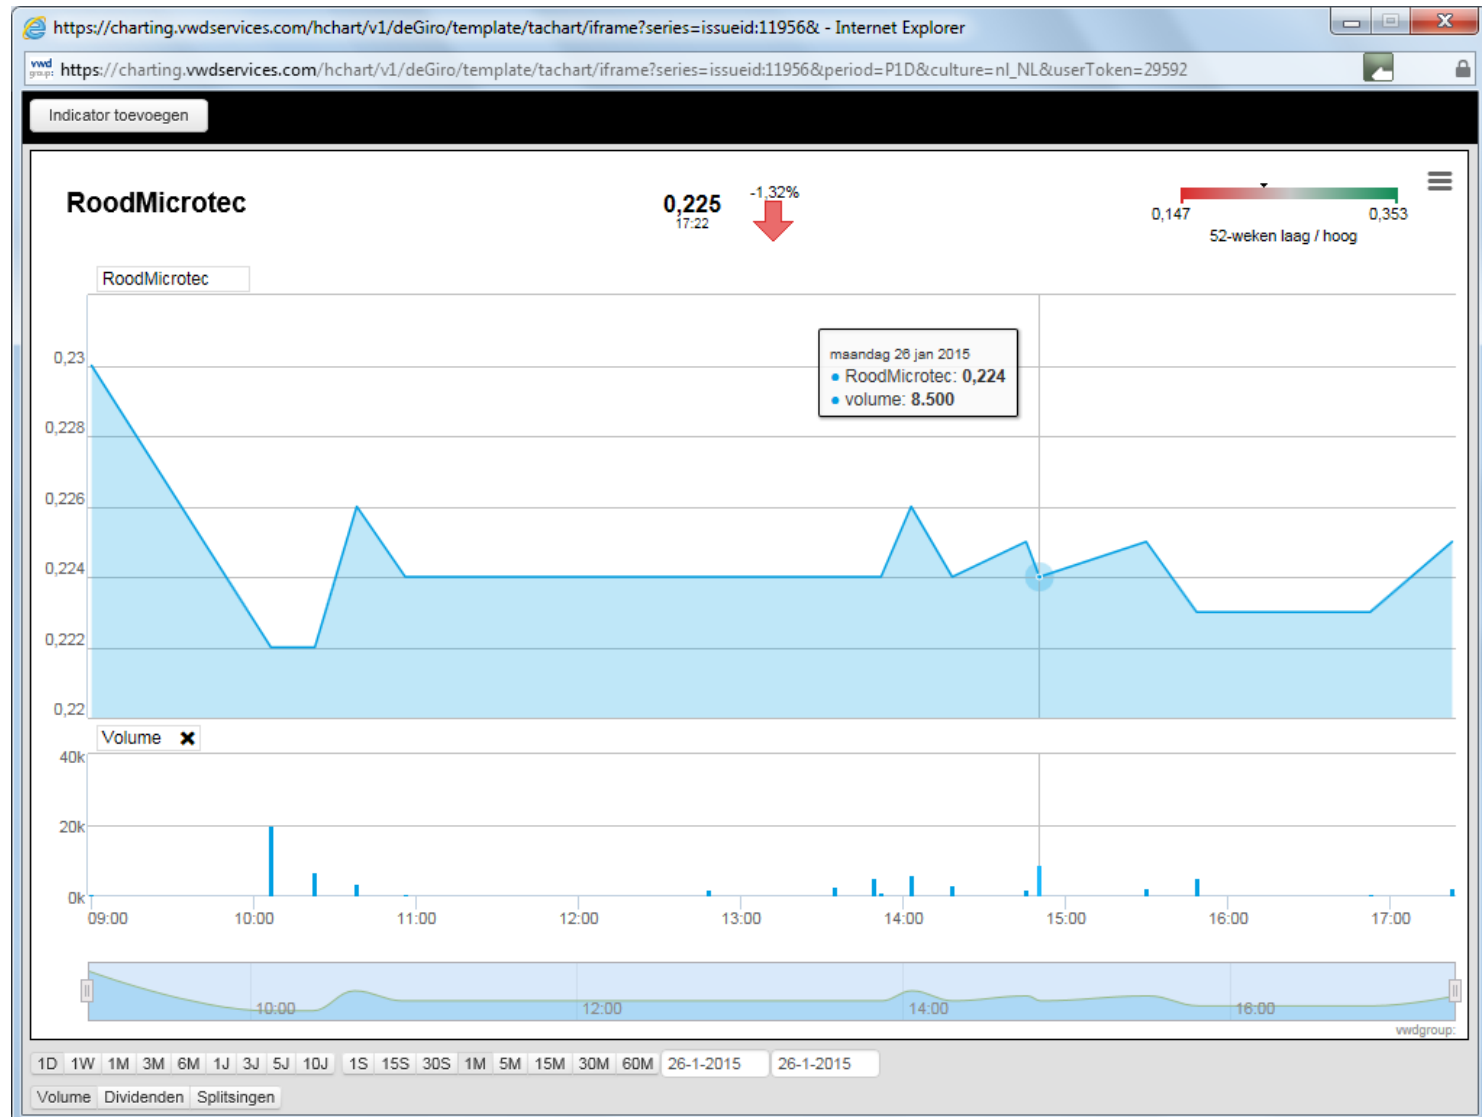 https://charting.vwdservices.com/hchart/v1/deGiro/template/tachart/iframe?series=issueid:11956& - Internet Explorer
vwd group: https://charting.vwdservices.com/hchart/v1/deGiro/template/tachart/iframe?series=issueid:11956&period=P1D&culture=nl_NL&userToken=29592
Indicator toevoegen
RoodMicrotec
0,225
17:22
-1,32%
0,147 0,353
52-weken laag / hoog
RoodMicrotec
maandag 26 jan 2015
RoodMicrotec: 0,224
volume: 8.500
0,23
0,228
0,226
0,224
0,222
0,22
Volume
40k
20k
0k
09:00 10:00 11:00 12:00 13:00 14:00 15:00 16:00 17:00
10:00 12:00 14:00 16:00
vwdgroup:
1D 1W 1M 3M 6M 1J 3J 5J 10J 1S 15S 30S 1M 5M 15M 30M 60M 26-1-2015 26-1-2015
Volume Dividenden Splitsingen